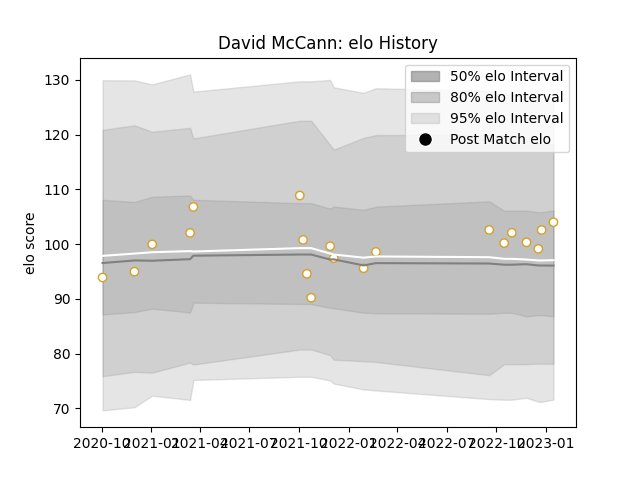 David McCann: elo History
50% elo Interval
80% elo Interval
95% elo Interval
Post Match elo
elo score
130
120
110
100
90
80
70
2020-10 2021-01 2021-04 2021-07 2021-10 2022-01 2022-04 2022-07 2022-10 2023-01